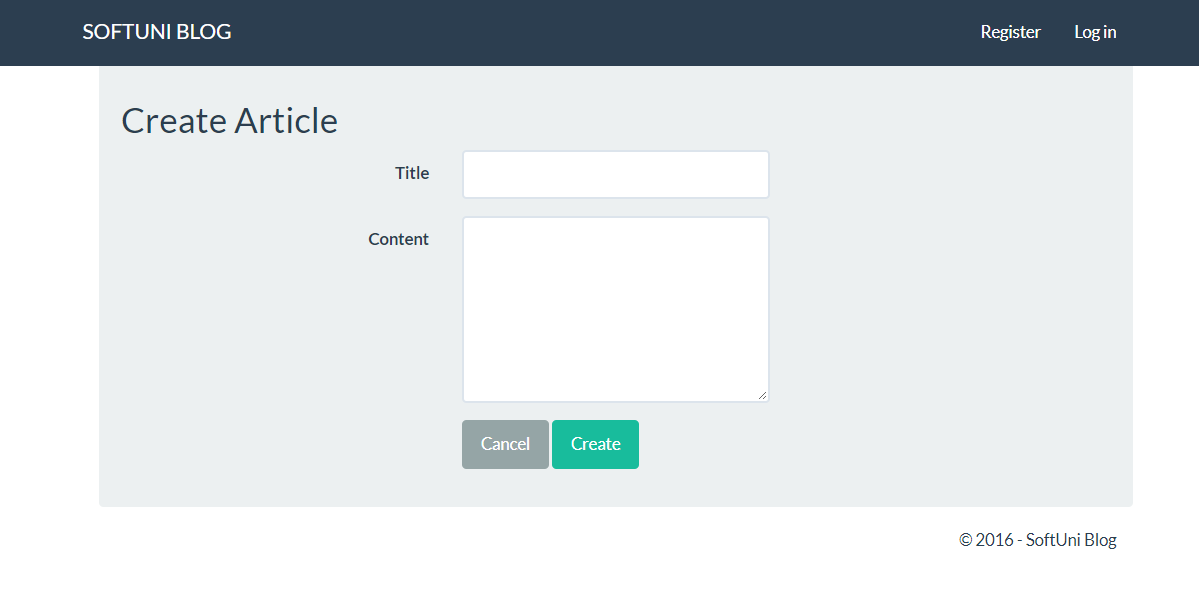 SOFTUNI BLOG Register Log in
Create Article
Title
Content
Cancel Create
© 2016 - SoftUni Blog